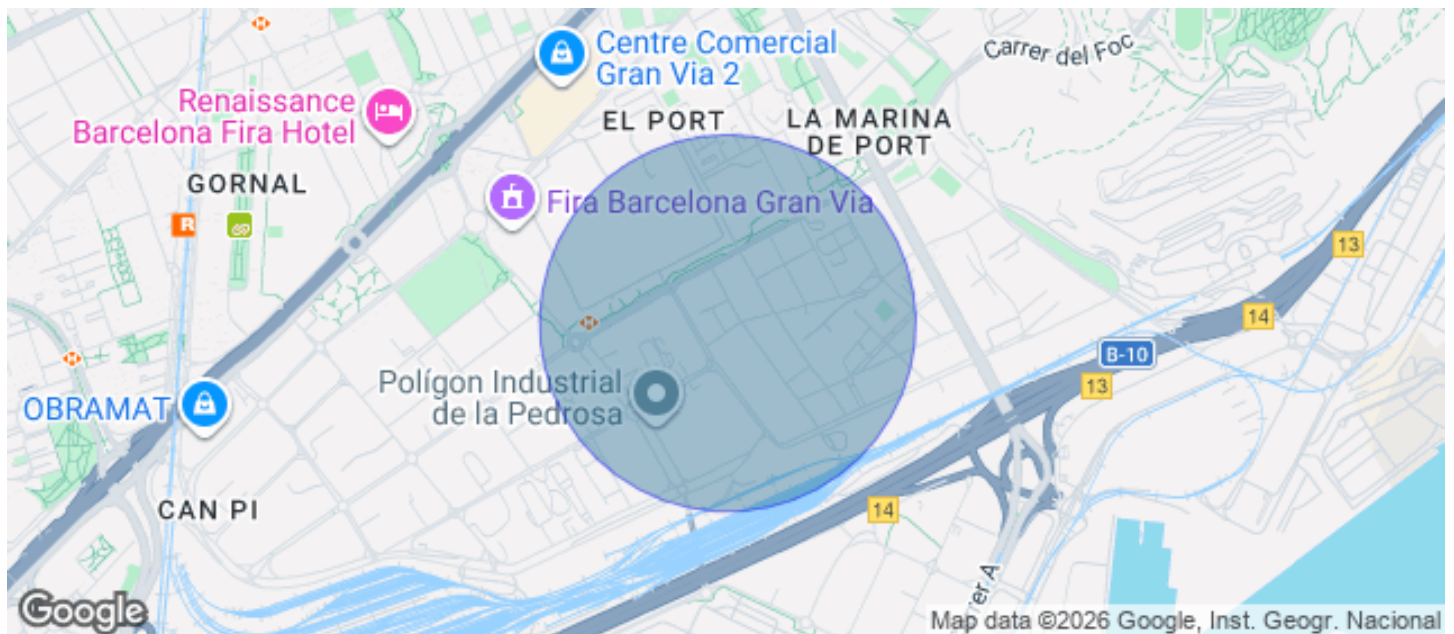 Centre Comercial
Gran Via 2
Carrer del Foc
Renaissance
Barcelona Fira Hotel
EL PORT
LA MARINA
DE PORT
GORNAL
R
Fira Barcelona Gran Via
13
14
B-10
13
Polígon Industrial
de la Pedrosa
OBRAMAT
CAN PI
14
rer A
Google
Map data ©2026 Google, Inst. Geogr. Nacional